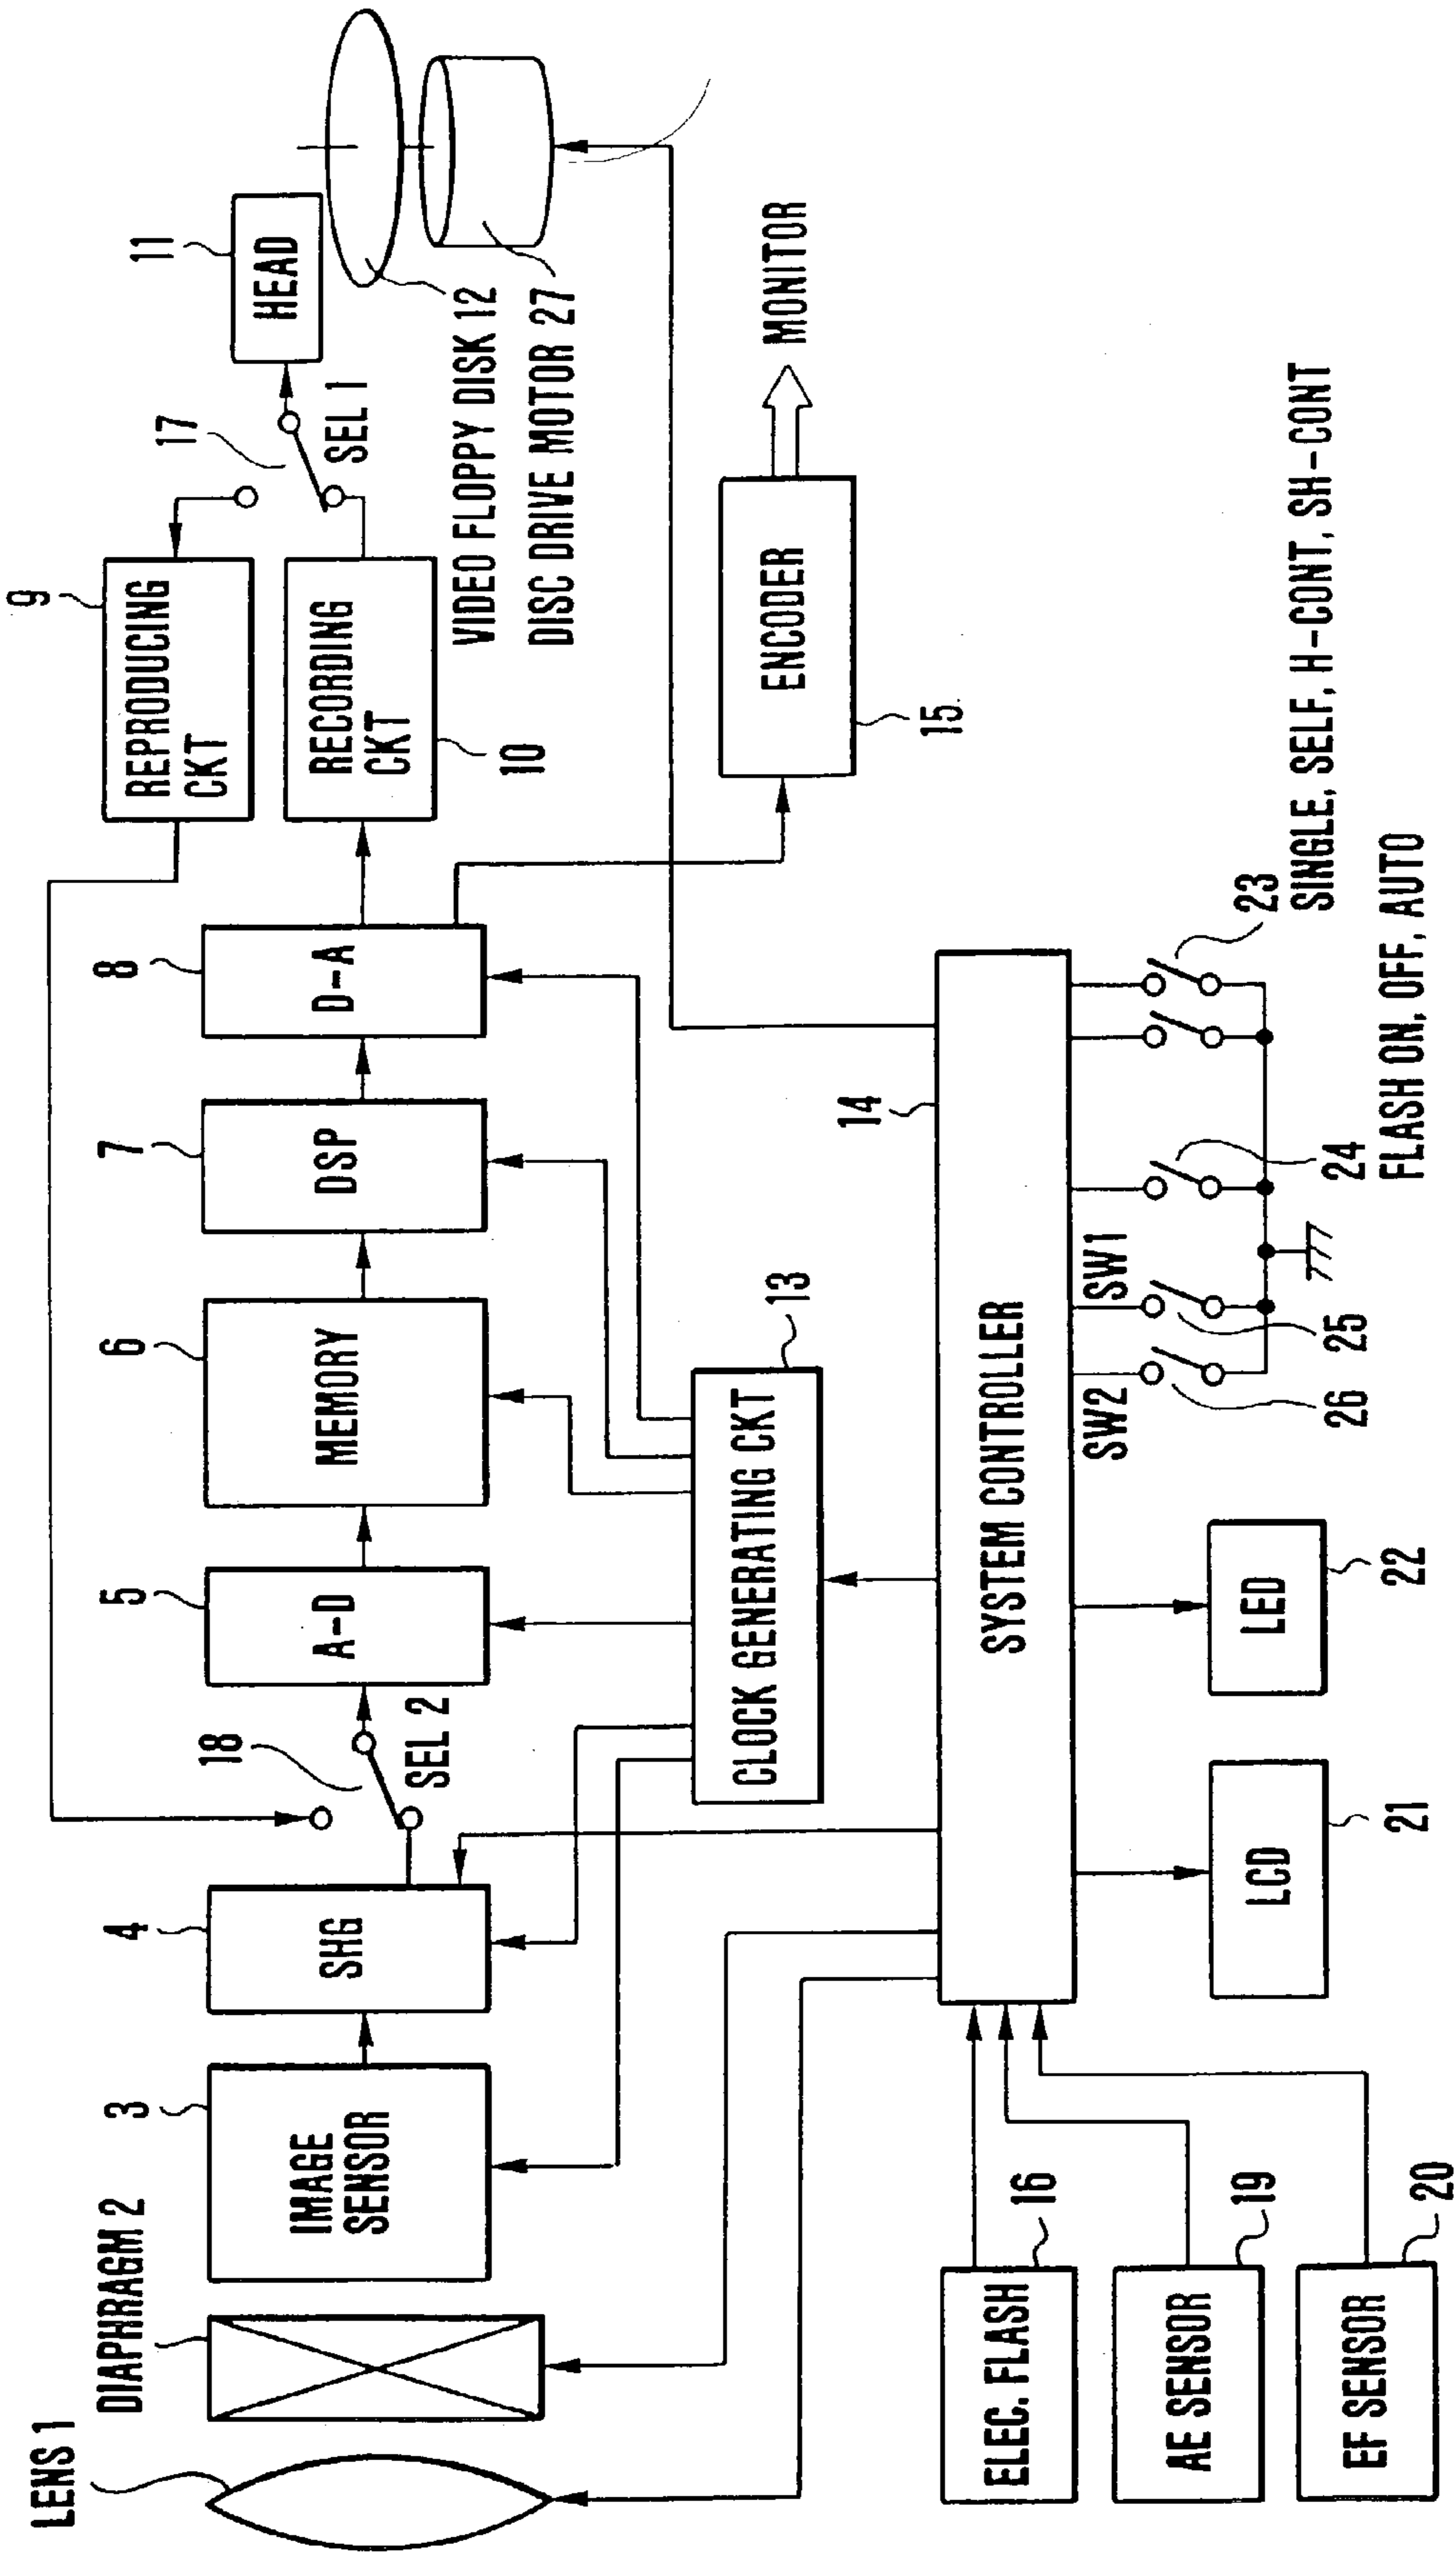 LENS 1
DIAPHRAGM 2
3
IMAGE
SENSOR
4
SHG
18
SEL 2
5
A-D
6
MEMORY
7
DSP
8
D-A
9
REPRODUCING
CKT
RECORDING
CKT
10
17
SEL 1
11
HEAD
VIDEO FLOPPY DISK 12
DISC DRIVE MOTOR 27
CLOCK GENERATING CKT
13
ENCODER
15
MONITOR
14
SYSTEM CONTROLLER
ELEC. FLASH
16
AE SENSOR
19
EF SENSOR
20
LCD
21
LED
22
SW2
SW1
26
25
24
23
SINGLE, SELF, H-CONT, SH-CONT
FLASH ON, OFF, AUTO